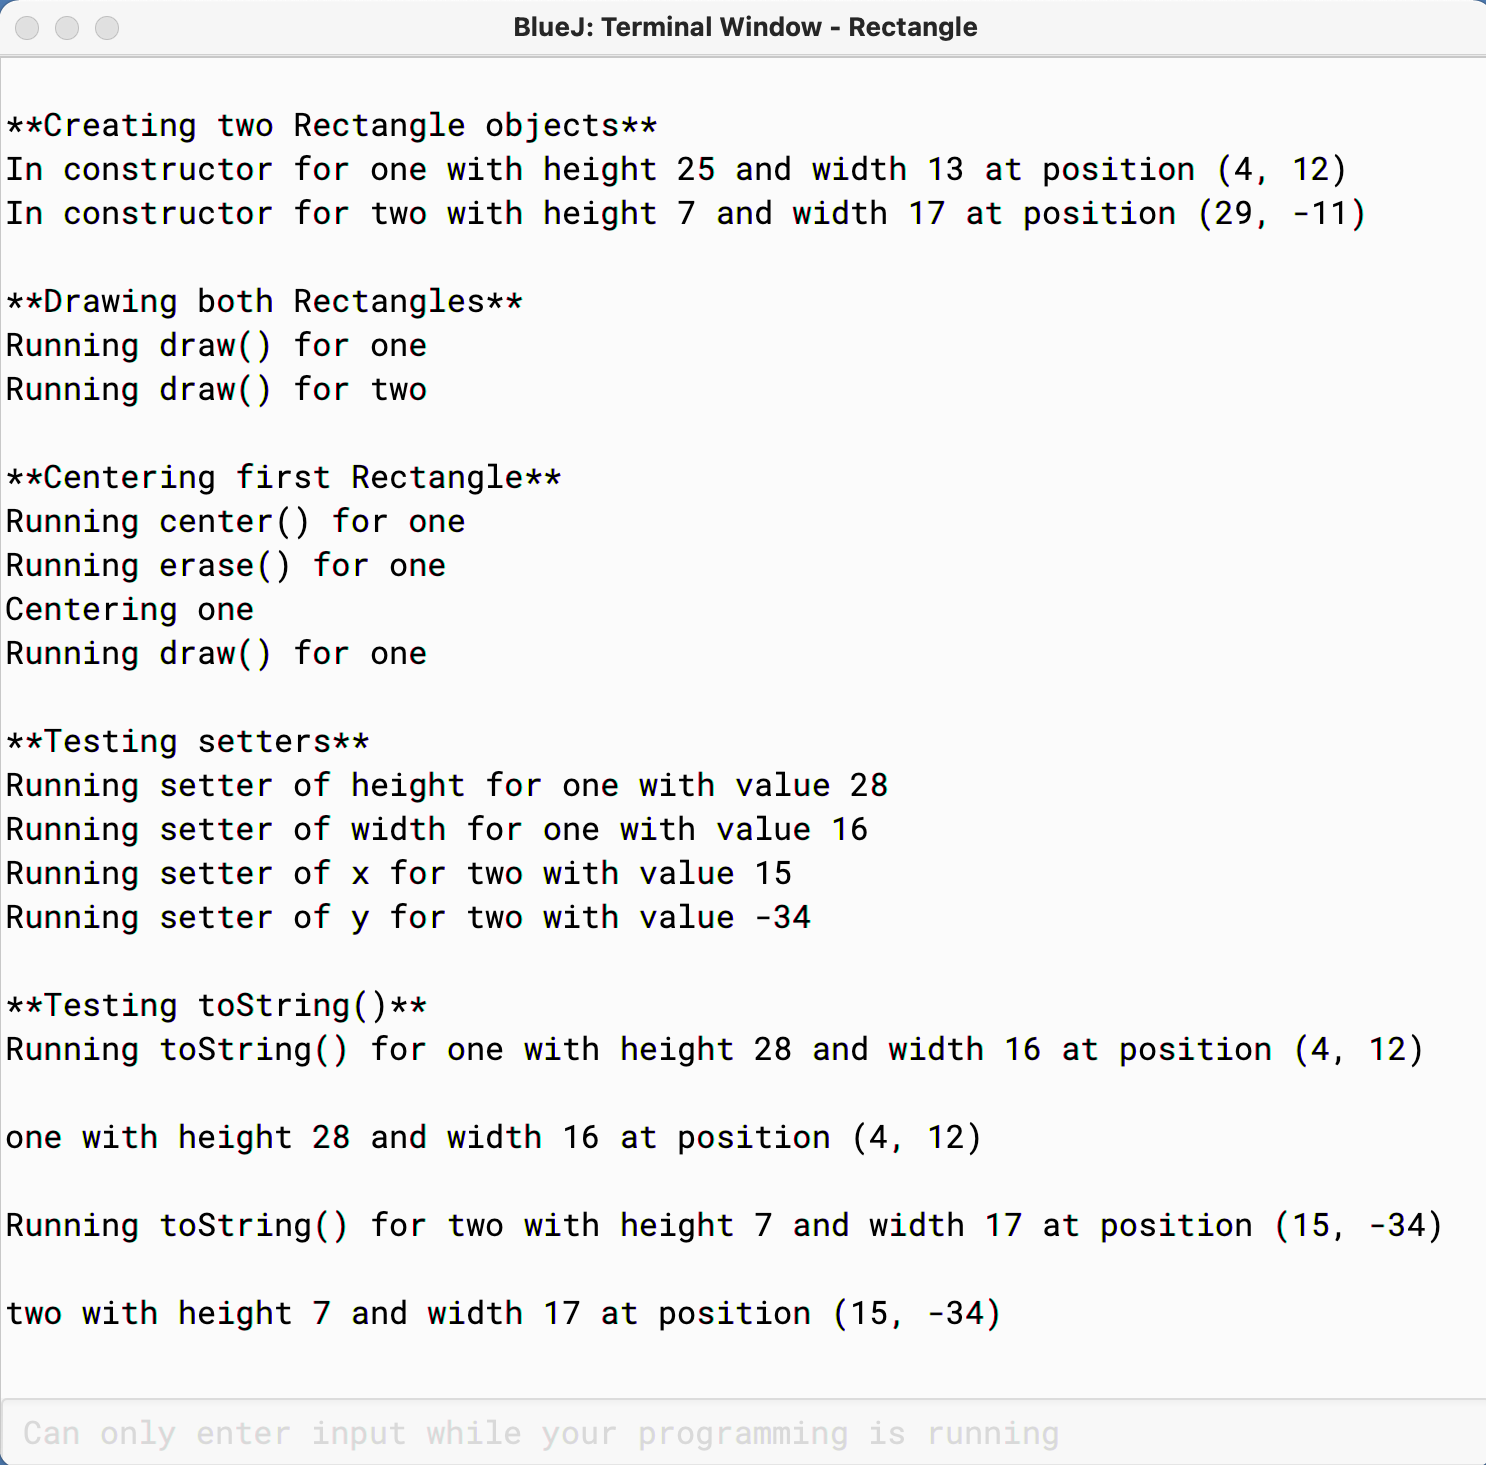 BlueJ: Terminal Window - Rectangle
**Creating two Rectangle objects**
In constructor for one with height 25 and width 13 at position (4, 12)
In constructor for two with height 7 and width 17 at position (29, -11)
**Drawing both Rectangles**
Running draw() for one
Running draw() for two
**Centering first Rectangle**
Running center() for one
Running erase() for one
Centering one
Running draw() for one
**Testing setters**
Running setter of height for one with value 28
Running setter of width for one with value 16
Running setter of x for two with value 15
Running setter of y for two with value -34
**Testing toString()**
Running toString() for one with height 28 and width 16 at position (4, 12)
one with height 28 and width 16 at position (4, 12)
Running toString() for two with height 7 and width 17 at position (15, -34)
two with height 7 and width 17 at position (15, -34)
Can only enter input while your programming is running